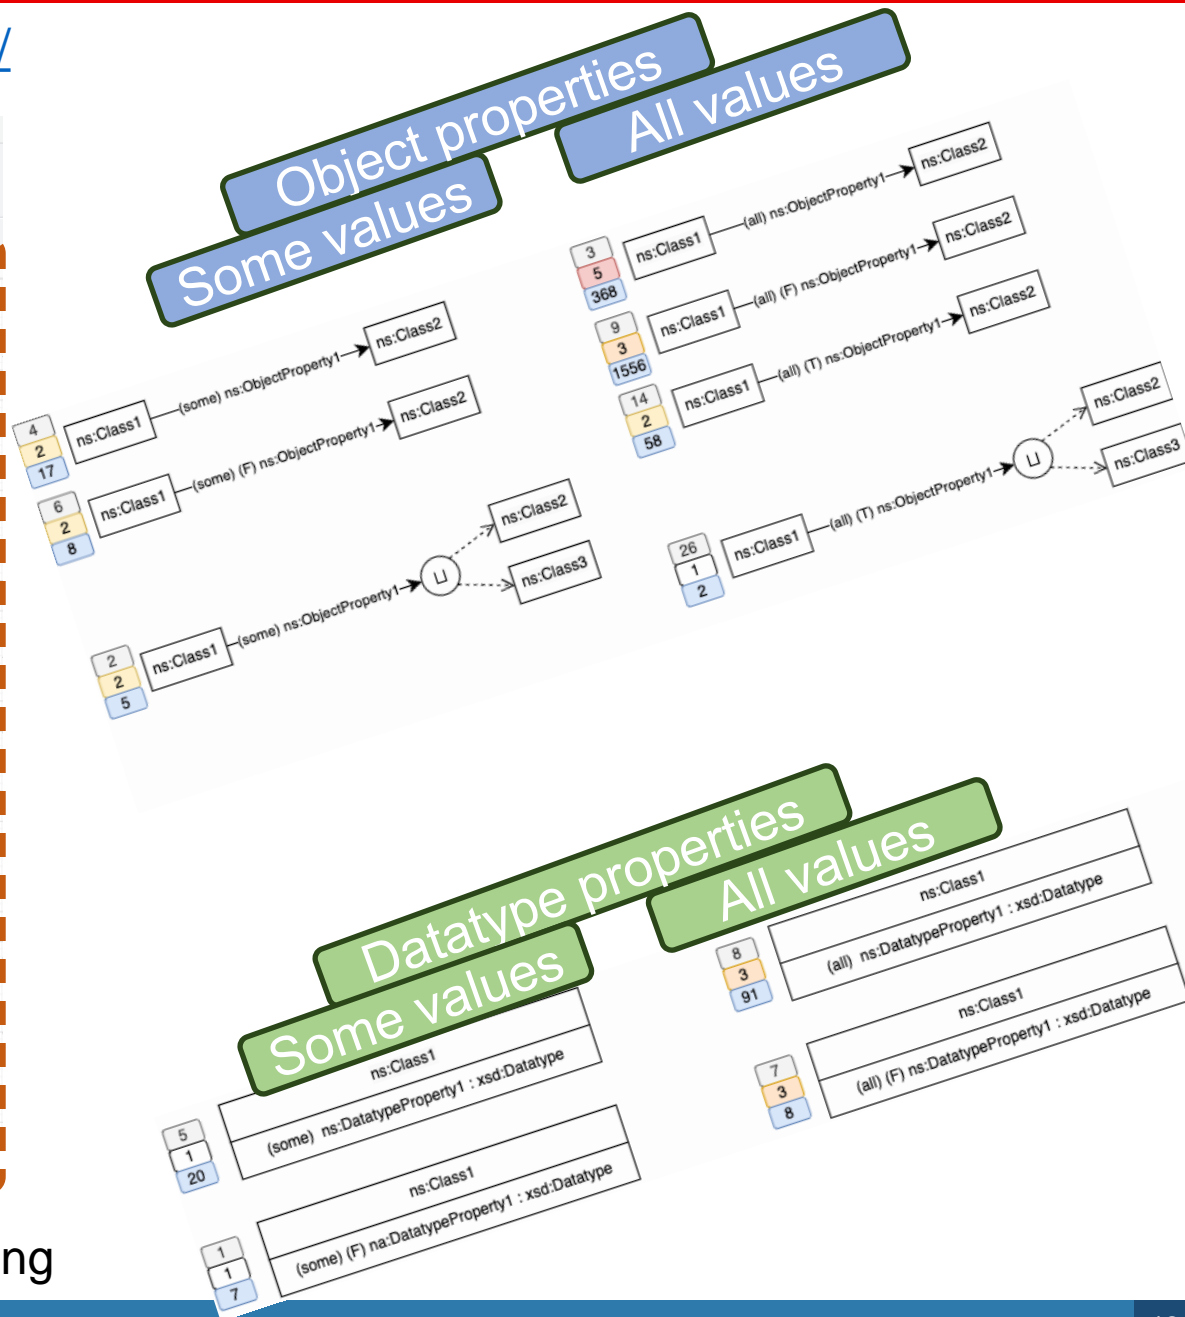 /
Object properties
All values
Some values
ns:Class2
(all) ns:ObjectProperty1
ns:Class1
3
5
368
ns:Class2
(all) (F) ns:ObjectProperty1
ns:Class1
9
3
1556
ns:Class2
(all) (T) ns:ObjectProperty1
ns:Class1
14
2
58
ns:Class2
ns:Class3
⊔
(all) (T) ns:ObjectProperty1
ns:Class1
26
1
2
ns:Class2
(some) ns:ObjectProperty1
ns:Class1
4
2
17
ns:Class2
(some) (F) ns:ObjectProperty1
ns:Class1
6
2
8
ns:Class2
ns:Class3
⊔
(some) ns:ObjectProperty1
ns:Class1
2
2
5
Datatype properties
All values
Some values
ns:Class1
(all) ns:DatatypeProperty1 : xsd:Datatype
8
3
91
ns:Class1
(all) (F) ns:DatatypeProperty1 : xsd:Datatype
7
3
8
ns:Class1
(some) ns:DatatypeProperty1 : xsd:Datatype
5
1
20
ns:Class1
(some) (F) na:DatatypeProperty1 : xsd:Datatype
1
1
7
ng